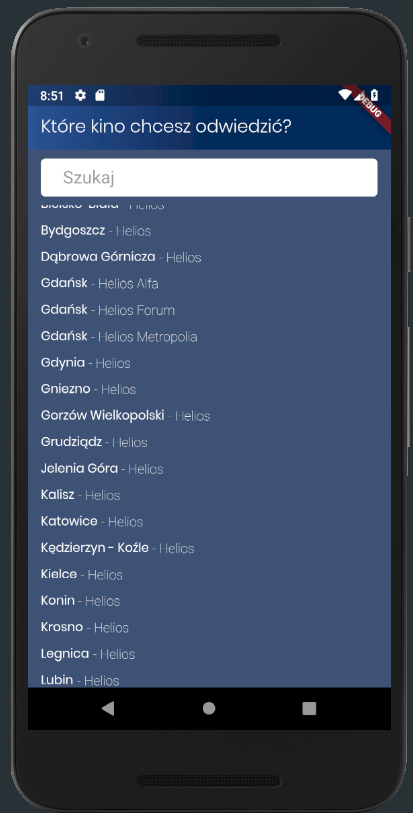 8:51
DEBUG
Które kino chcesz odwiedzić?
Szukaj
Bielsko-Biała - Helios
Bydgoszcz - Helios
Dąbrowa Górnicza - Helios
Gdańsk - Helios Alfa
Gdańsk - Helios Forum
Gdańsk - Helios Metropolia
Gdynia - Helios
Gniezno - Helios
Gorzów Wielkopolski - Helios
Grudziądz - Helios
Jelenia Góra - Helios
Kalisz - Helios
Katowice - Helios
Kędzierzyn - Koźle - Helios
Kielce - Helios
Konin - Helios
Krosno - Helios
Legnica - Helios
Lubin - Helios